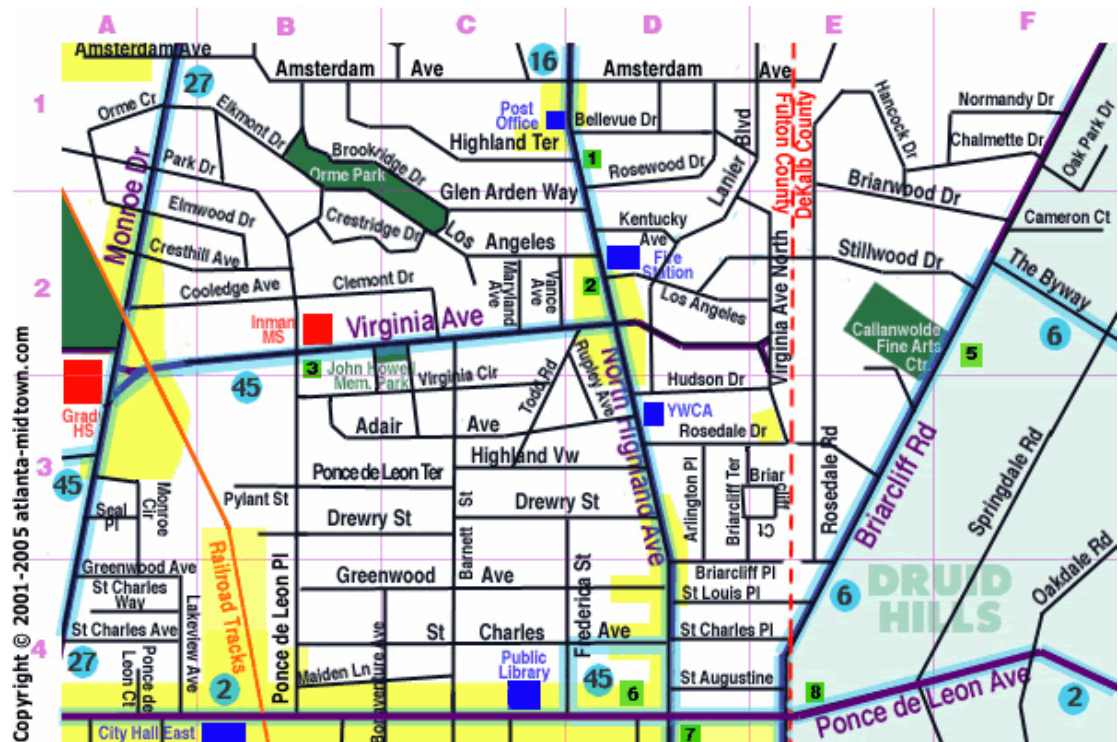 A B C D E F
Amsterdam Ave
27
Amsterdam Ave
16
Amsterdam Ave
1
Orme Cr
Elkmont Dr
Post
Office
Bellevue Dr
Lanier Blvd
Fulton County
DeKalb County
Hancock Dr
Normandy Dr
Chalmette Dr
Oak Park Dr
Park Dr
Brookridge Dr
Highland Ter
1
Rosewood Dr
Orme Park
Glen Arden Way
Briarwood Dr
Monroe Dr
Elmwood Dr
Crestridge Dr
Los Angeles
Kentucky
Ave
Fire
Station
Virginia Ave North
Cameron Ct
Cresthill Ave
Stillwood Dr
The Byway
2
Cooledge Ave
Clemont Dr
Maryland
Ave
Vance
Ave
2
Los Angeles
6
Inman
MS
Virginia Ave
Callanwolde
Fine Arts
Ctr.
5
45
3
John Howell
Mem. Park
Virginia Cir
Todd Rd
Rupley Ave
North Highland Ave
Hudson Dr
Grady
HS
YWCA
Adair Ave
Rosedale Dr
Rosedale Rd
Briarcliff Rd
Springdale Rd
3
45
Highland Vw
Ponce de Leon Ter
Pylant St
Monroe
Cir
Seal
Pl
Drewry St
Barnett St
Drewry St
Arlington Pl
Briarcliff Ter
Briar
cliff
Ct
Railroad Tracks
Greenwood Ave
Ponce de Leon Pl
Greenwood Ave
Frederica St
Briarcliff Pl
St Louis Pl
6
DRUID
HILLS
Oakdale Rd
St Charles
Way
Lakeview Ave
St Charles Ave
St Charles Ave
St Charles Pl
4
27
Ponce de
Leon Ct
2
Maiden Ln
Bonaventure Ave
Public
Library
45
6
St Augustine
8
Ponce de Leon Ave
2
City Hall East
7
Copyright © 2001-2005 atlanta-midtown.com